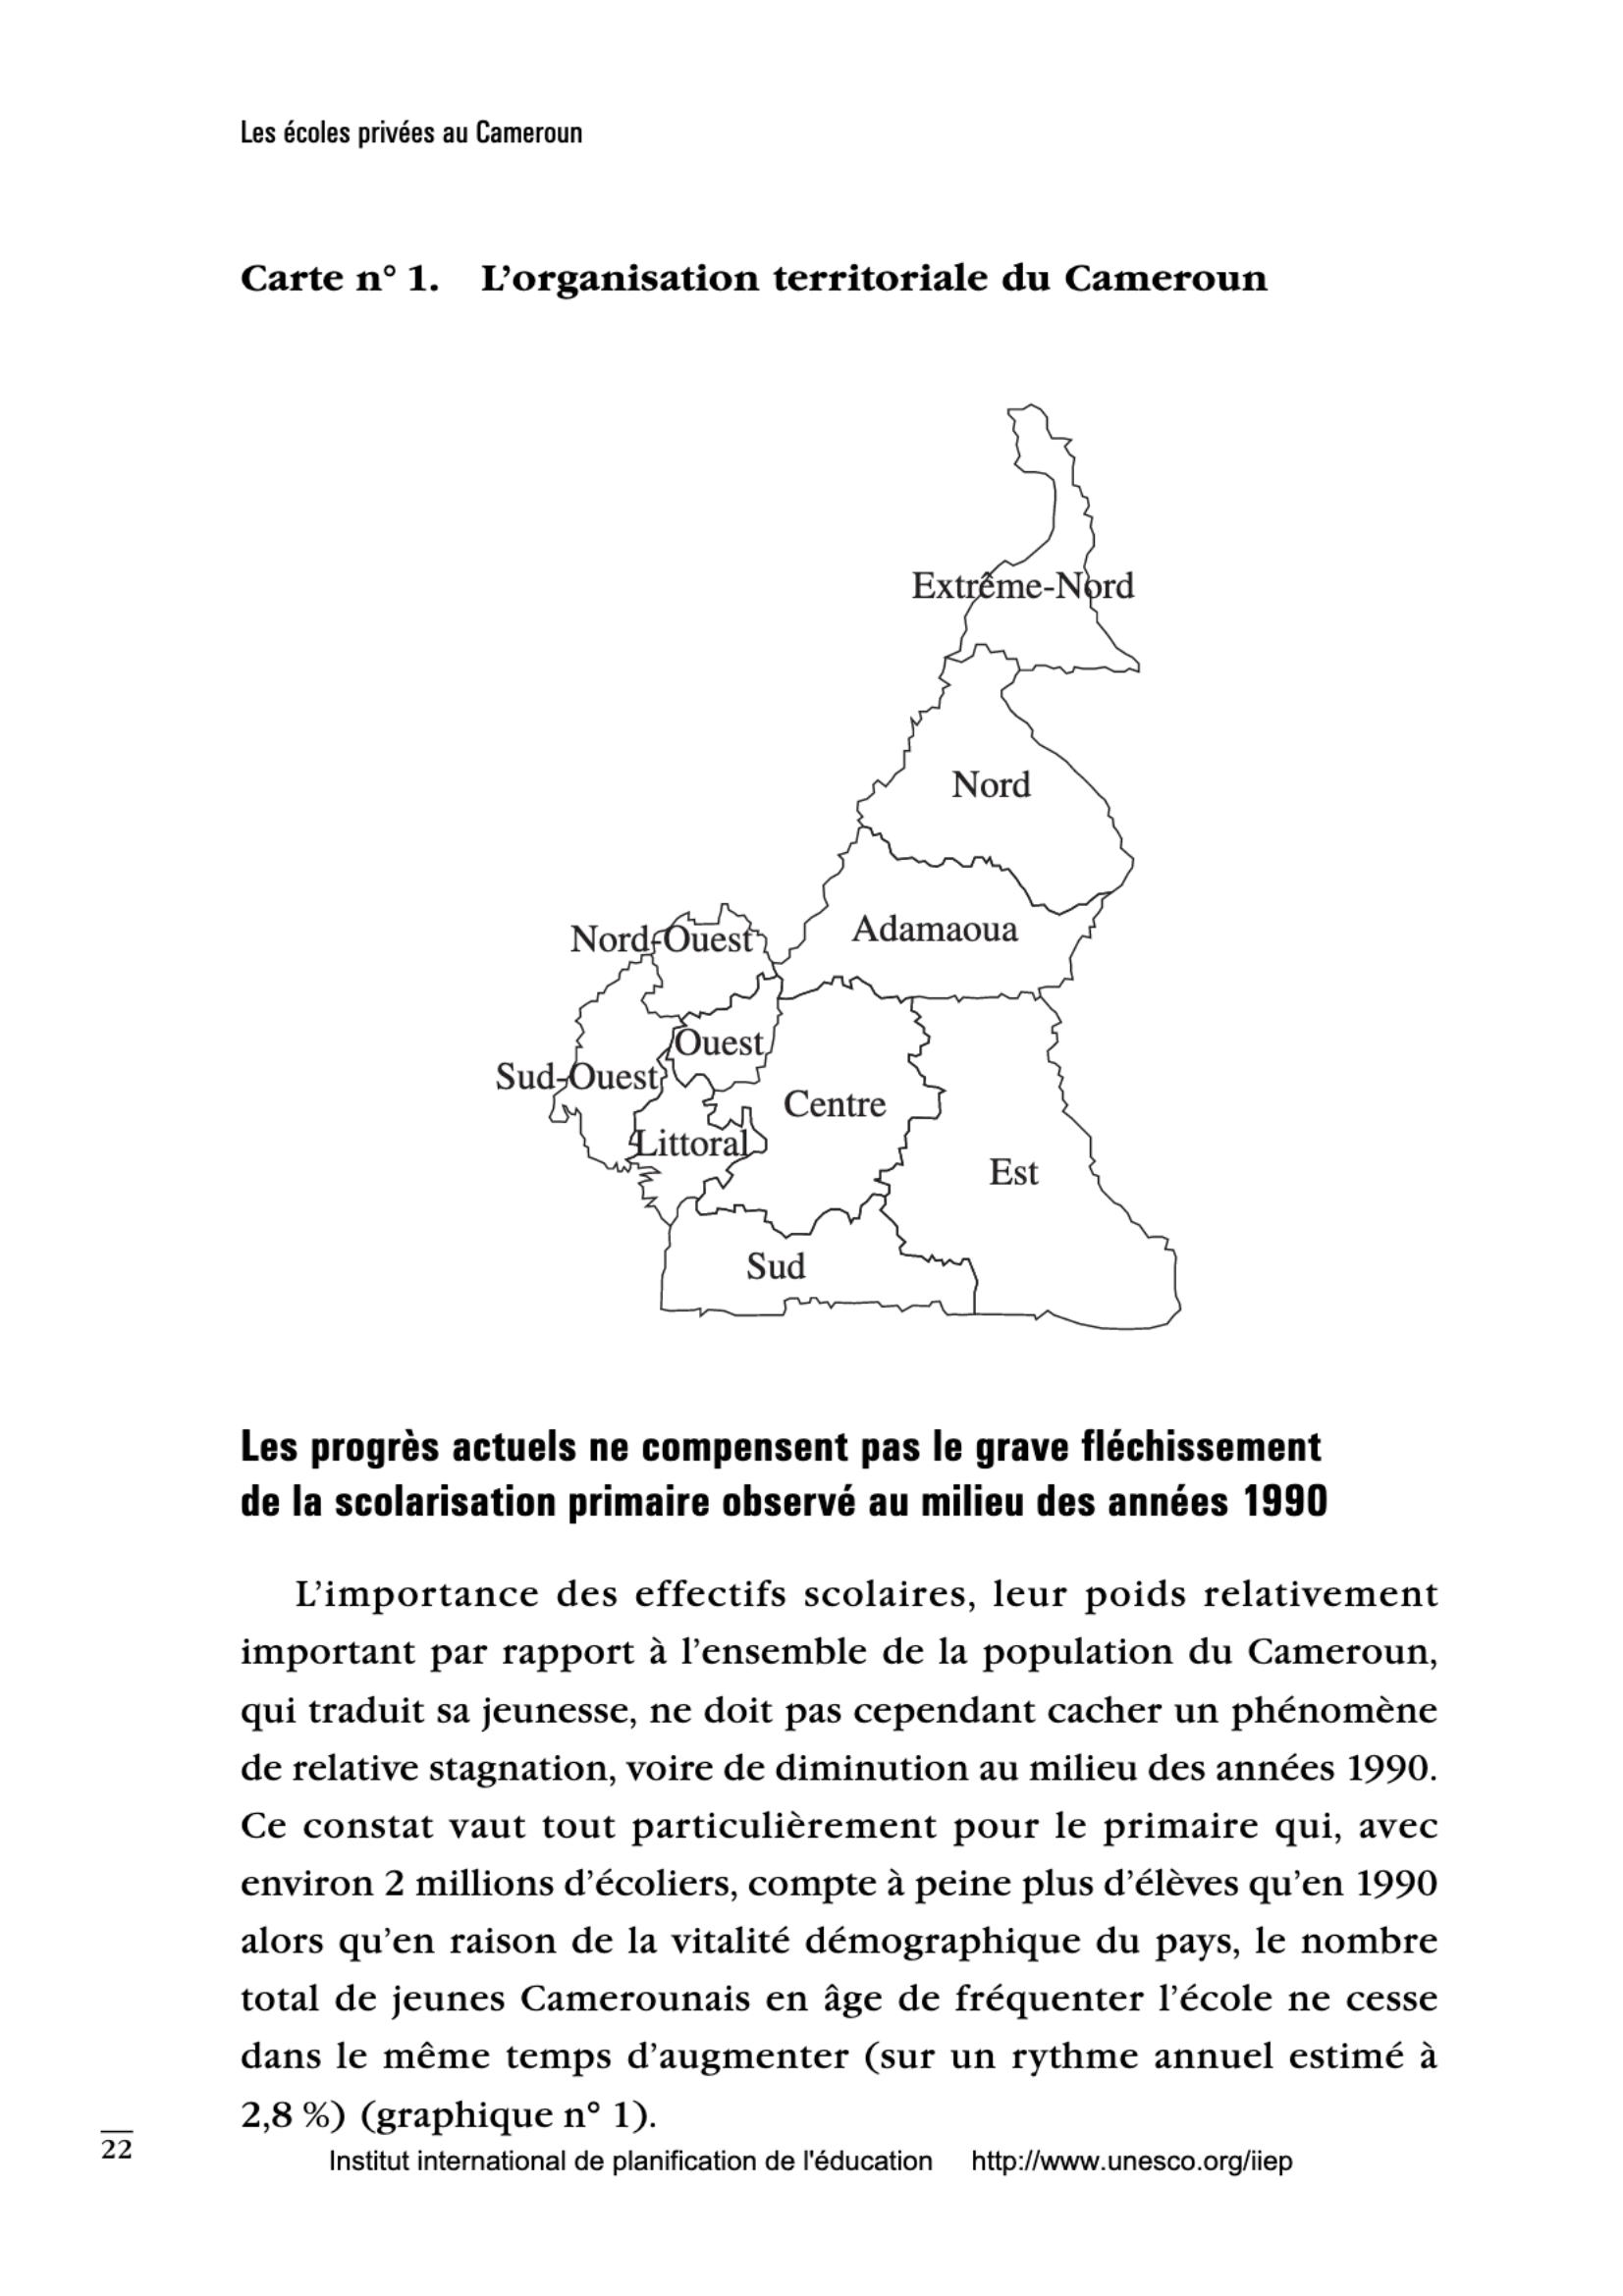 Les écoles privées au Cameroun
Carte n° 1. L'organisation territoriale du Cameroun
Extrême-Nord
Nord
Adamaoua
Nord-Ouest
Ouest
Sud-Ouest
Centre
Littoral
Est
Sud
Les progrès actuels ne compensent pas le grave fléchissement
de la scolarisation primaire observé au milieu des années 1990
L'importance des effectifs scolaires, leur poids relativement
important par rapport à l'ensemble de la population du Cameroun,
qui traduit sa jeunesse, ne doit pas cependant cacher un phénomène
de relative stagnation, voire de diminution au milieu des années 1990.
Ce constat vaut tout particulièrement pour le primaire qui, avec
environ 2 millions d'écoliers, compte à peine plus d'élèves qu'en 1990
alors qu'en raison de la vitalité démographique du pays, le nombre
total de jeunes Camerounais en âge de fréquenter l'école ne cesse
dans le même temps d'augmenter (sur un rythme annuel estimé à
2,8 %) (graphique n° 1).
22
Institut international de planification de l'éducation http://www.unesco.org/iiep